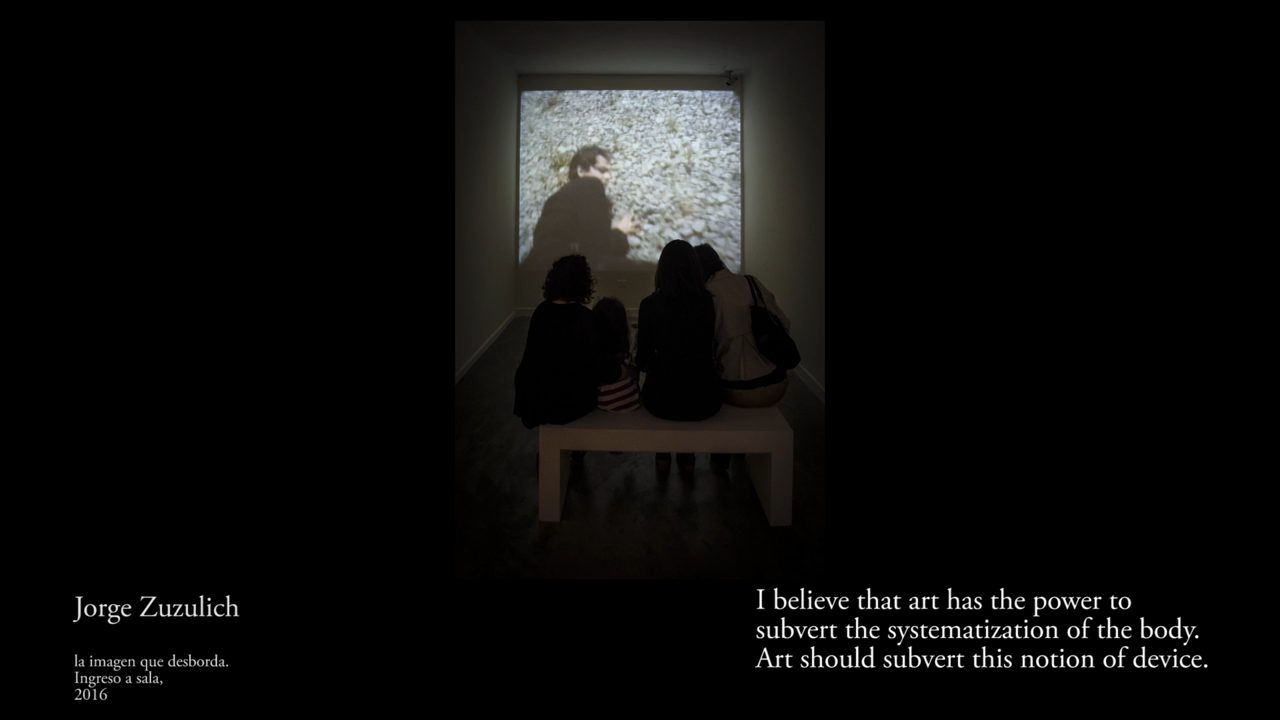 Jorge Zuzulich
la imagen que desborda.
Ingreso a sala,
2016
I believe that art has the power to
subvert the systematization of the body.
Art should subvert this notion of device.